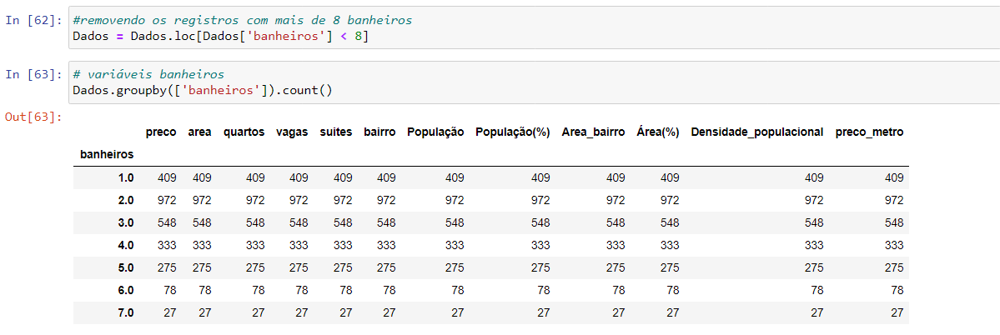 In [62]: #removendo os registros com mais de 8 banheiros
Dados = Dados.loc[Dados['banheiros'] < 8]
In [63]: # variáveis banheiros
Dados.groupby(['banheiros']).count()
Out[63]:
preco area quartos vagas suites bairro População População(%) Area_bairro Área(%) Densidade_populacional preco_metro
banheiros
1.0 409 409 409 409 409 409 409 409 409 409 409 409
2.0 972 972 972 972 972 972 972 972 972 972 972 972
3.0 548 548 548 548 548 548 548 548 548 548 548 548
4.0 333 333 333 333 333 333 333 333 333 333 333 333
5.0 275 275 275 275 275 275 275 275 275 275 275 275
6.0 78 78 78 78 78 78 78 78 78 78 78 78
7.0 27 27 27 27 27 27 27 27 27 27 27 27